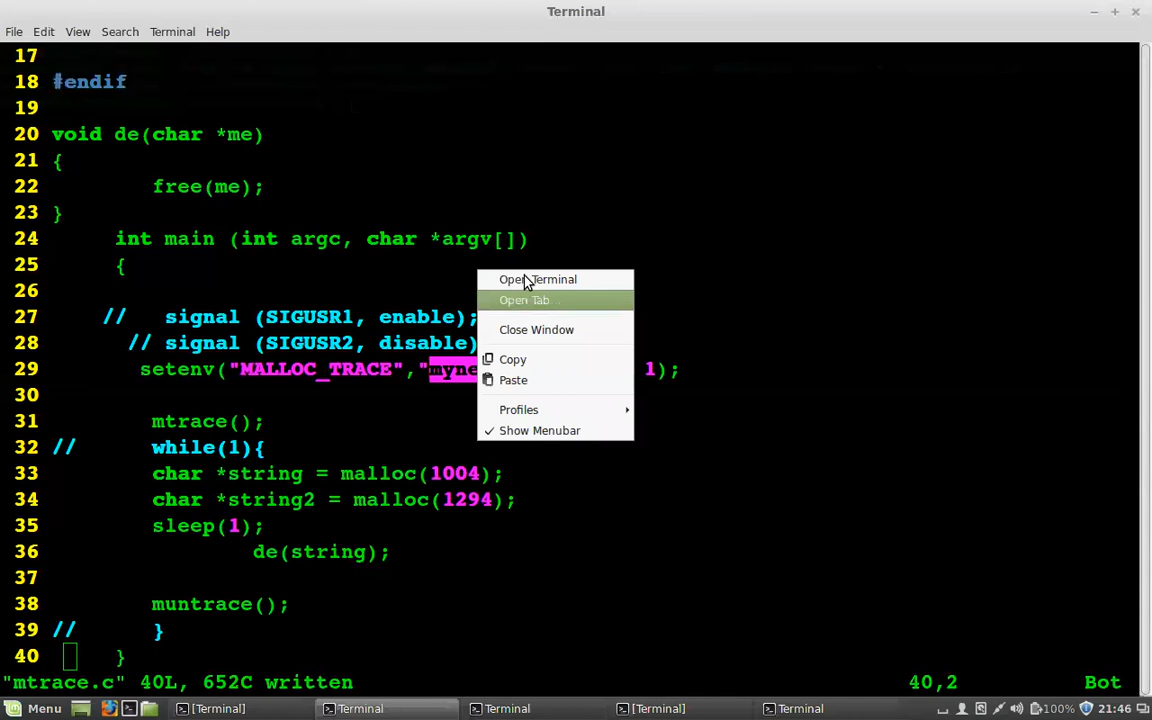 Terminal
File Edit View Search Terminal Help
17
18 #endif
19
20 void de(char *me)
21 {
22 free(me);
23 }
24 int main (int argc, char *argv[])
25 {
26
27 // signal (SIGUSR1, enable);
28 // signal (SIGUSR2, disable)
29 setenv("MALLOC_TRACE","myne 1);
30
31 mtrace();
32 // while(1){
33 char *string = malloc(1004);
34 char *string2 = malloc(1294);
35 sleep(1);
36 de(string);
37
38 muntrace();
39 // }
40 }
"mtrace.c" 40L, 652C written 40,2 Bot
Open Terminal
Open Tab...
Close Window
Copy
Paste
Profiles
Show Menubar
Menu [Terminal] Terminal Terminal [Terminal] Terminal 100% 21:46